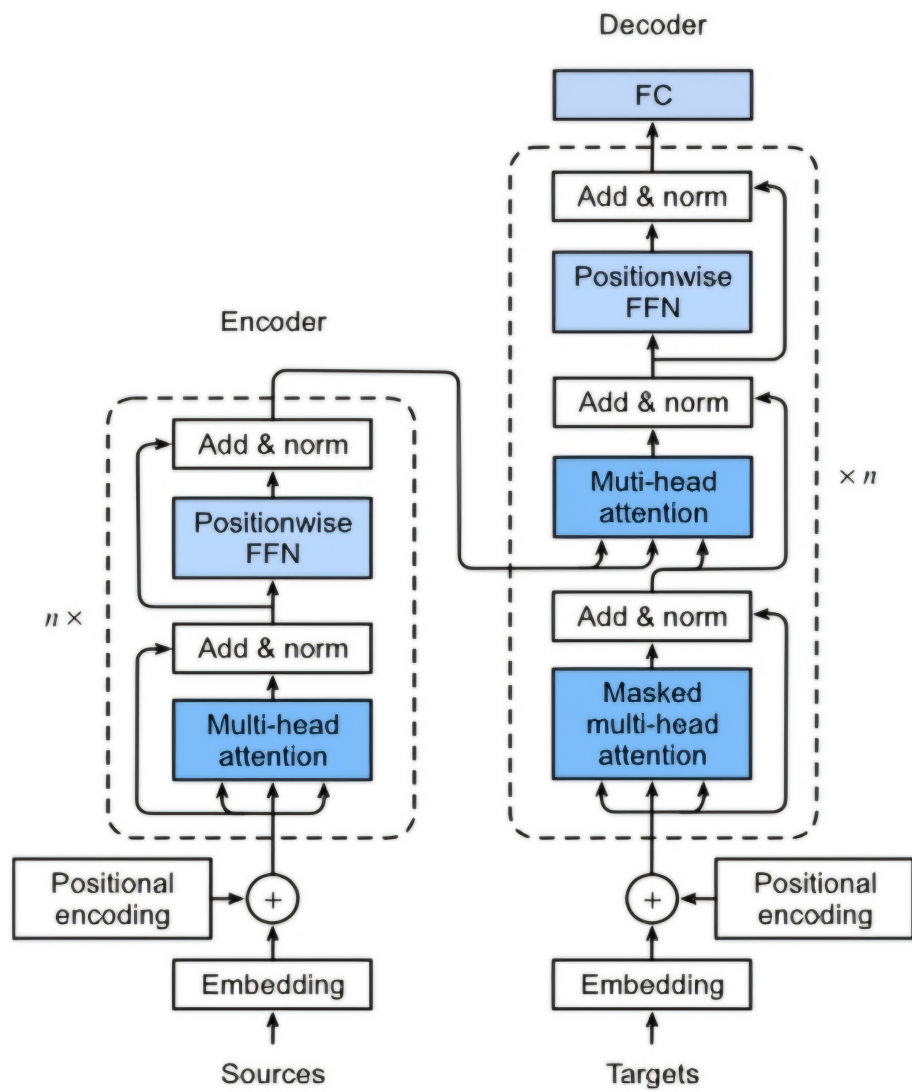 Decoder
FC
Add & norm
Positionwise
FFN
Add & norm
Muti-head
attention
× n
Add & norm
Masked
multi-head
attention
Positional
encoding
+
Embedding
Targets
Encoder
Add & norm
Positionwise
FFN
n ×
Add & norm
Multi-head
attention
Positional
encoding
+
Embedding
Sources